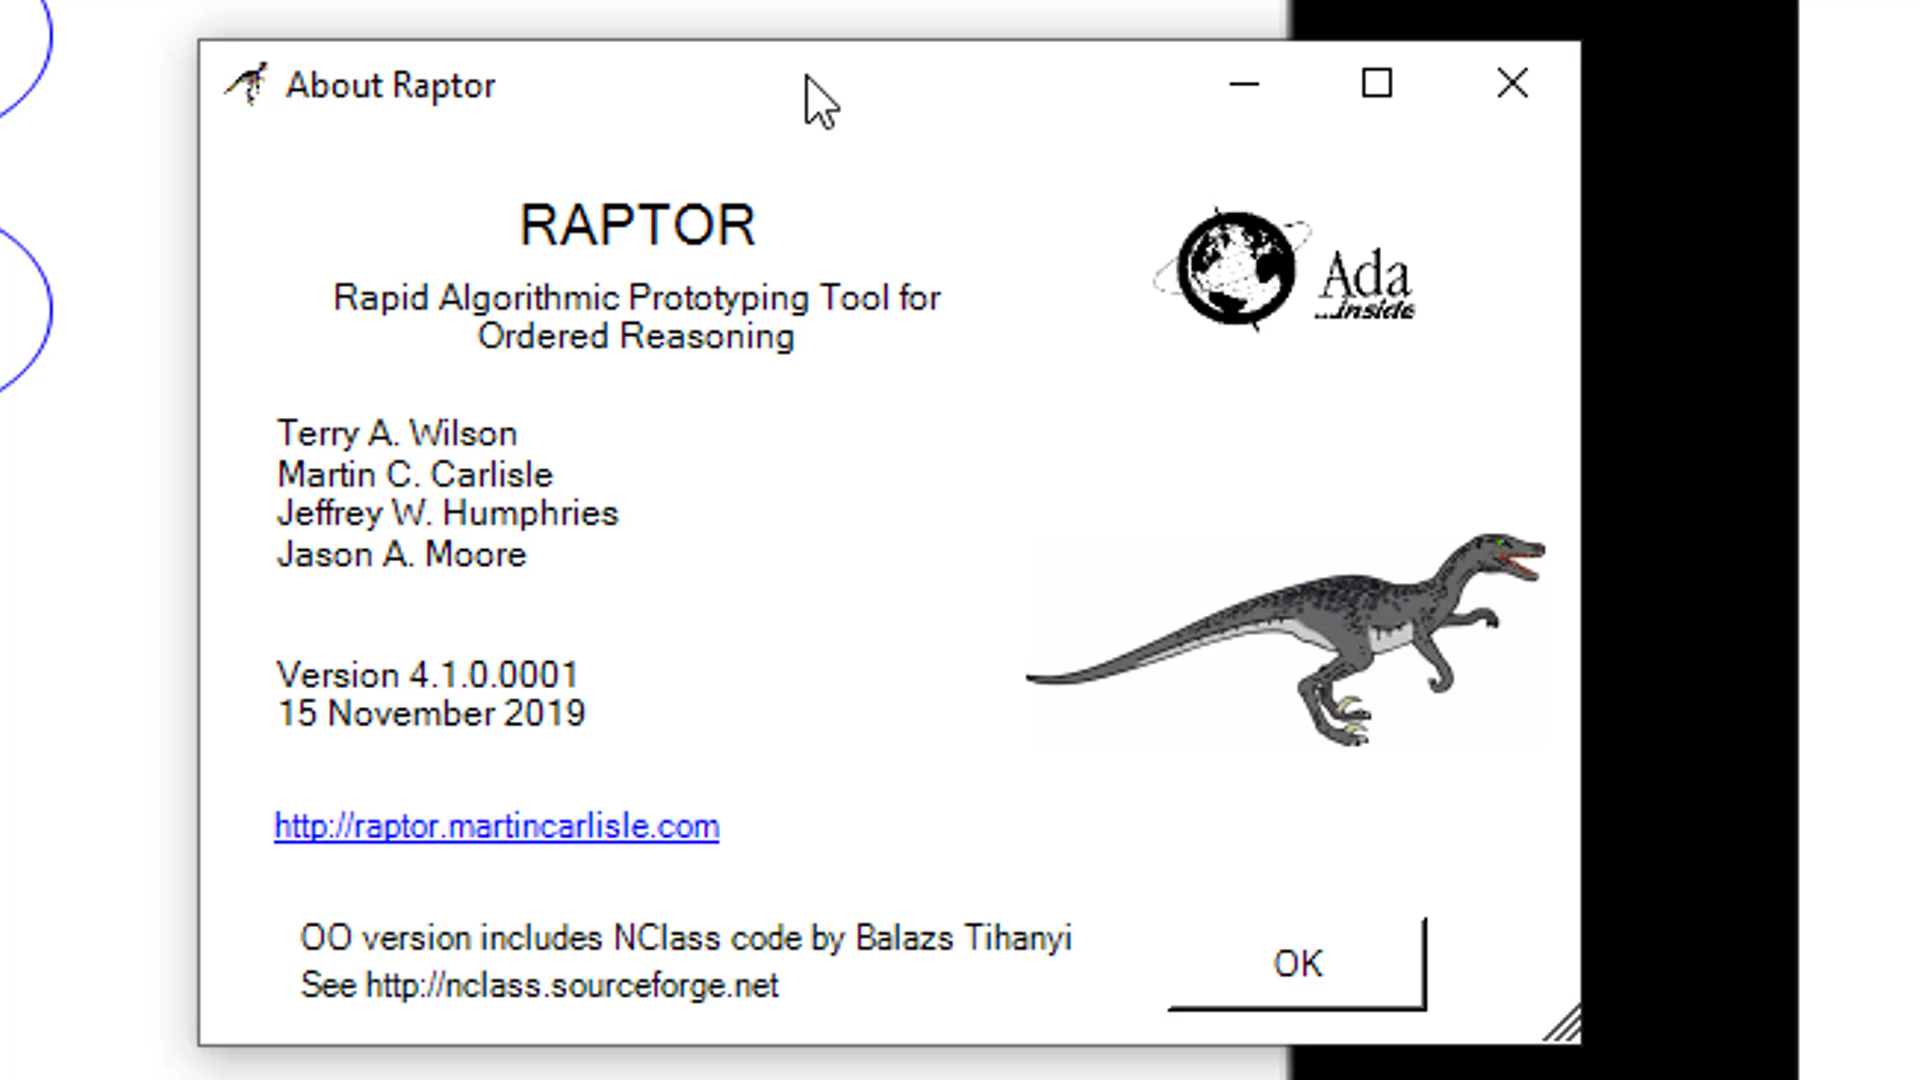 About Raptor
RAPTOR
Rapid Algorithmic Prototyping Tool for
Ordered Reasoning
Ada
...inside
Terry A. Wilson
Martin C. Carlisle
Jeffrey W. Humphries
Jason A. Moore
Version 4.1.0.0001
15 November 2019
http://raptor.martincarlisle.com
OO version includes NClass code by Balazs Tihanyi
See http://nclass.sourceforge.net
OK